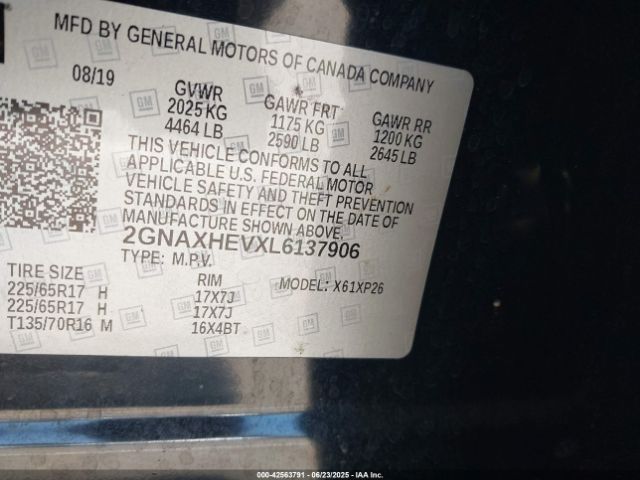 MFD BY GENERAL MOTORS OF CANADA COMPANY
08/19
GVWR
2025 KG
4464 LB
GAWR FRT
1175 KG
2590 LB
GAWR RR
1200 KG
2645 LB
THIS VEHICLE CONFORMS TO ALL
APPLICABLE U.S. FEDERAL MOTOR
VEHICLE SAFETY AND THEFT PREVENTION
STANDARDS IN EFFECT ON THE DATE OF
MANUFACTURE SHOWN ABOVE.
2GNAXHEVXL6137906
TYPE: M.P.V.
MODEL: X61XP26
TIRE SIZE
RIM
225/65R17 H 17X7J
225/65R17 H 17X7J
T135/70R16 M 16X4BT
GM
000-42563791 - 06/23/2025 - IAA Inc.